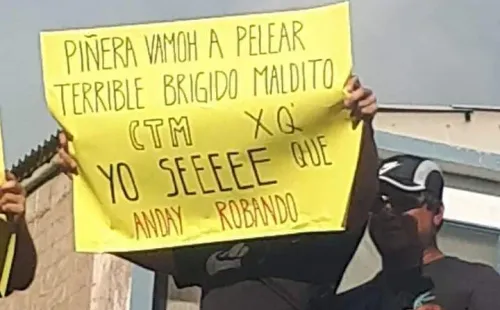 PIÑERA VAMOH A PELEAR
TERRIBLE BRIGIDO MALDITO
CTM XQ'
YO SEEEEE QUE
ANDAY ROBANDO